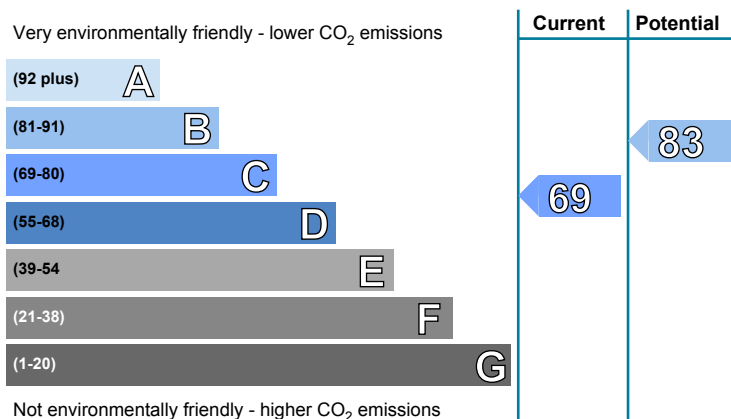 Very environmentally friendly - lower CO2 emissions
Current
Potential
(92 plus) A
(81-91) B
83
(69-80) C
69
(55-68) D
(39-54 E
(21-38) F
(1-20) G
Not environmentally friendly - higher CO2 emissions